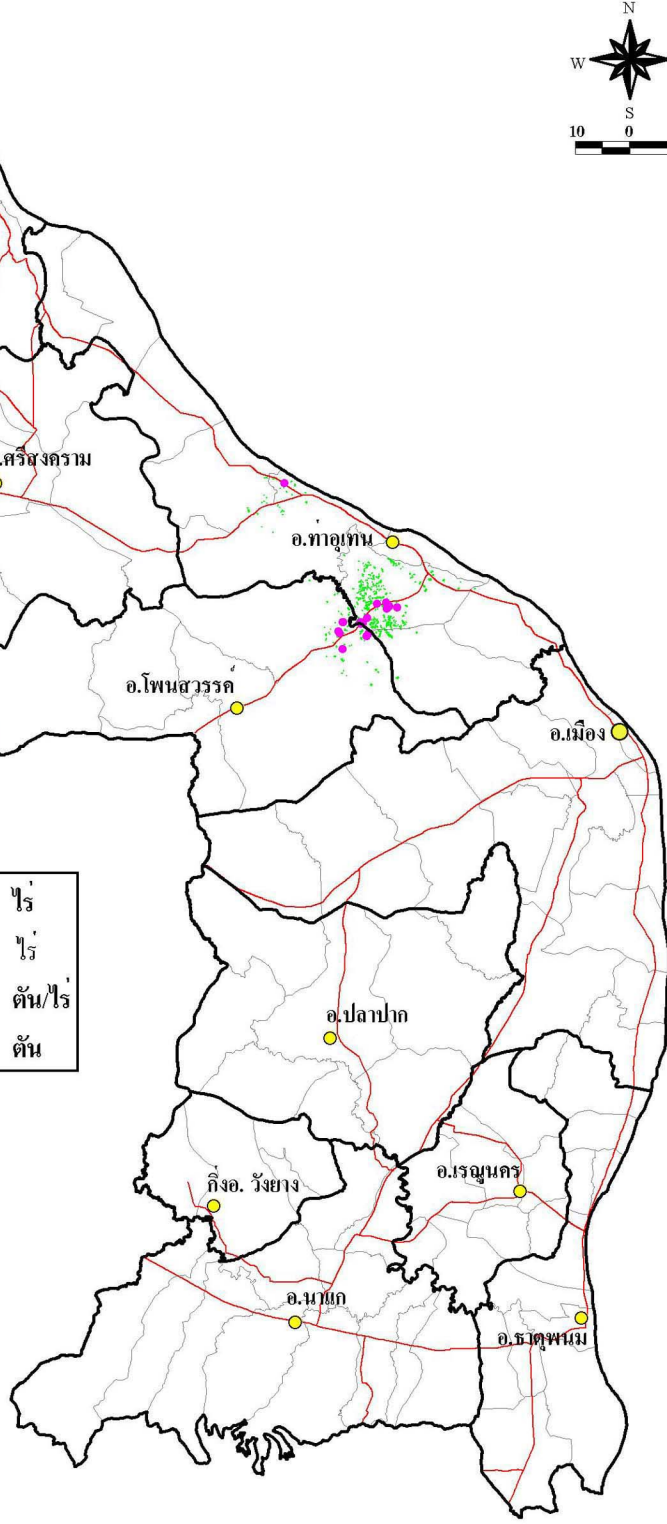 N
W
S
10 0
.ศรีสงคราม
อ.ท่าอุเทน
อ.โพนสวรรค์
อ.เมือง
ไร่
ไร่
ตัน/ไร่
ตัน
อ.ปลาปาก
อ.เรณูนคร
กิ่งอ. วังยาง
อ.นาแก
อ.ธาตุพนม